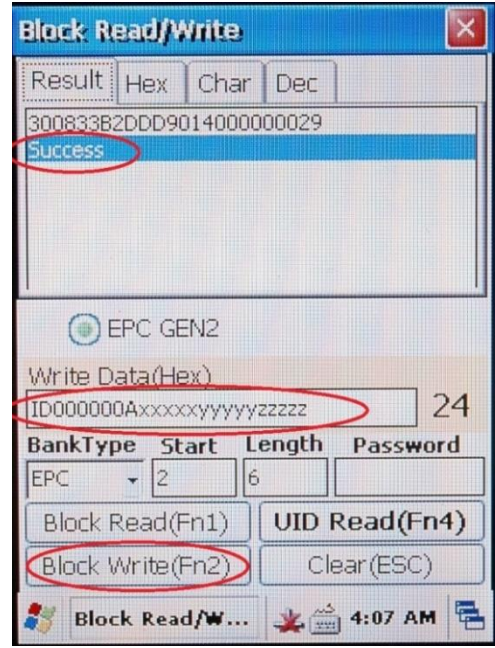 Block Read/Write
Result Hex Char Dec
300833B2DDD9014000000029
Success
EPC GEN2
Write Data(Hex)
ID000000Axxxxxyyyyyzzzzz 24
BankType Start Length Password
EPC 2 6
Block Read(Fn1) UID Read(Fn4)
Block Write(Fn2) Clear(ESC)
Block Read/W... 4:07 AM